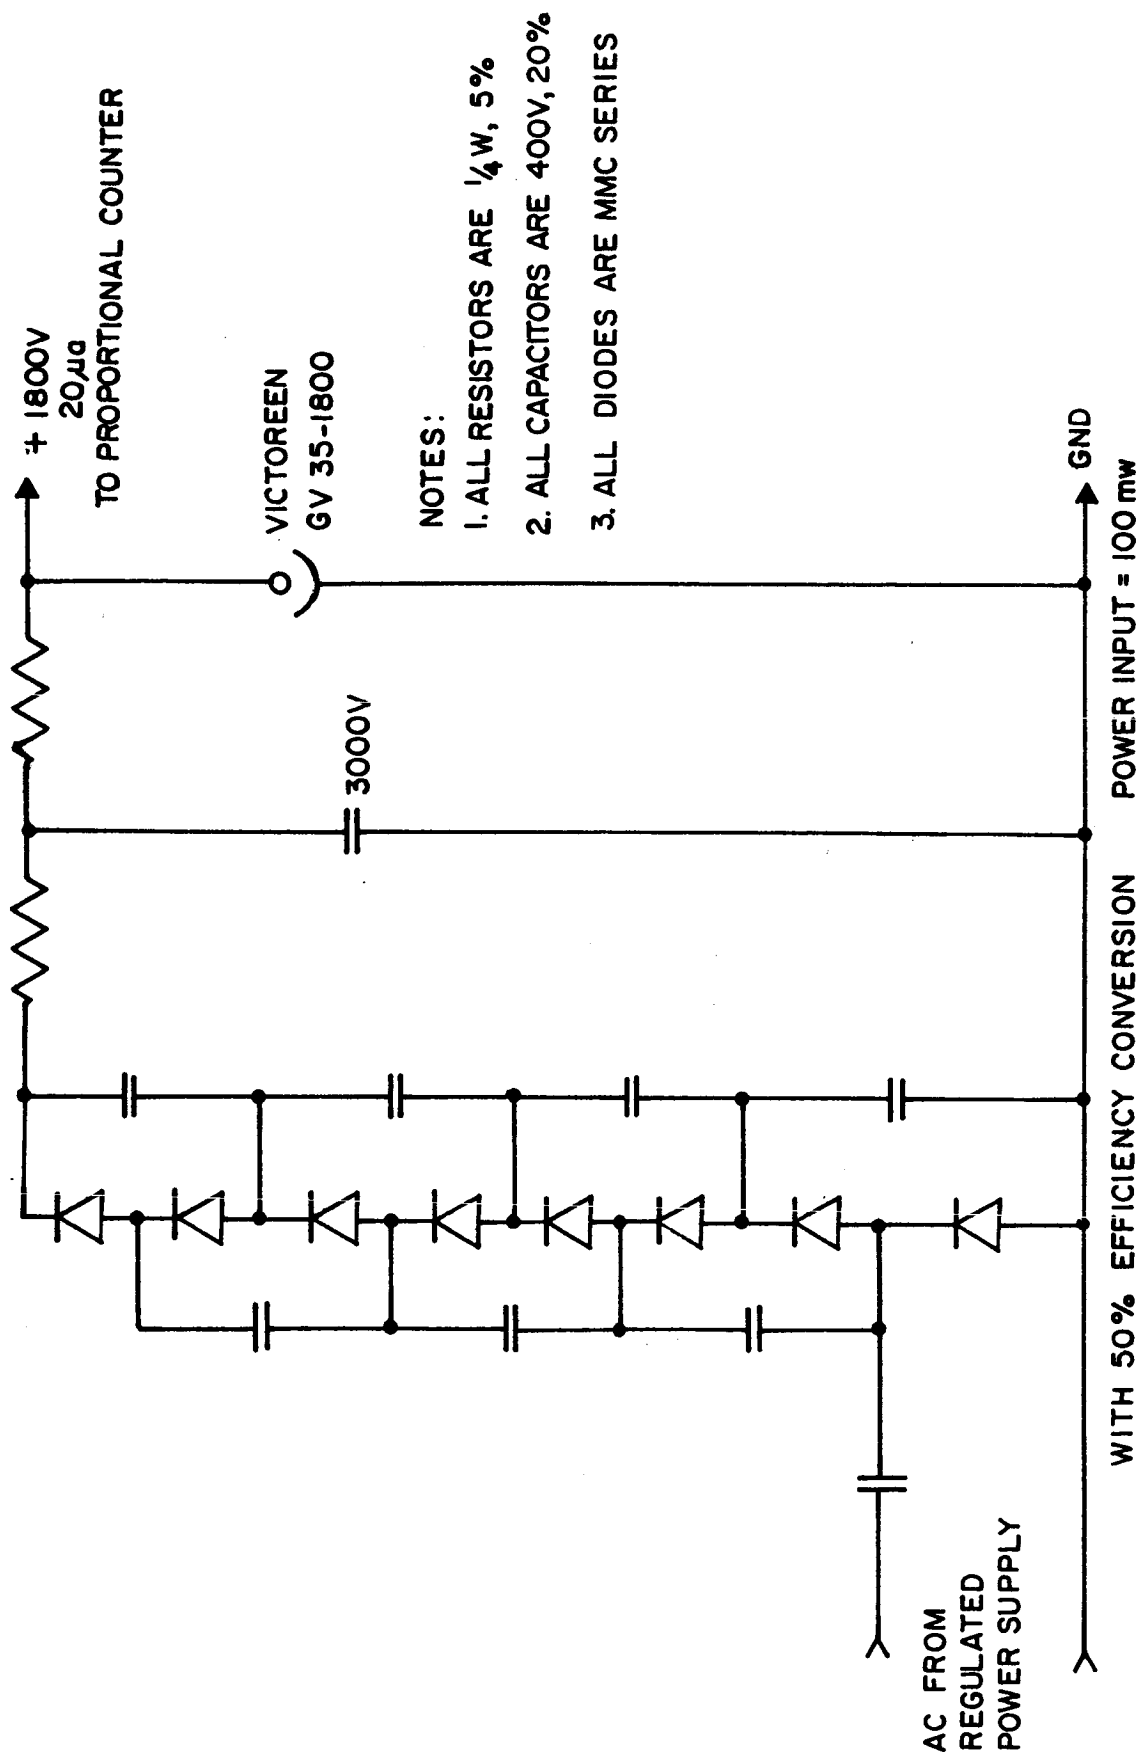 + 1800V
20µa
TO PROPORTIONAL COUNTER
VICTOREEN
GV 35-1800
3000V
NOTES:
1. ALL RESISTORS ARE ¼W, 5%
2. ALL CAPACITORS ARE 400V, 20%
3. ALL DIODES ARE MMC SERIES
AC FROM
REGULATED
POWER SUPPLY
GND
WITH 50% EFFICIENCY CONVERSION POWER INPUT = 100 mw